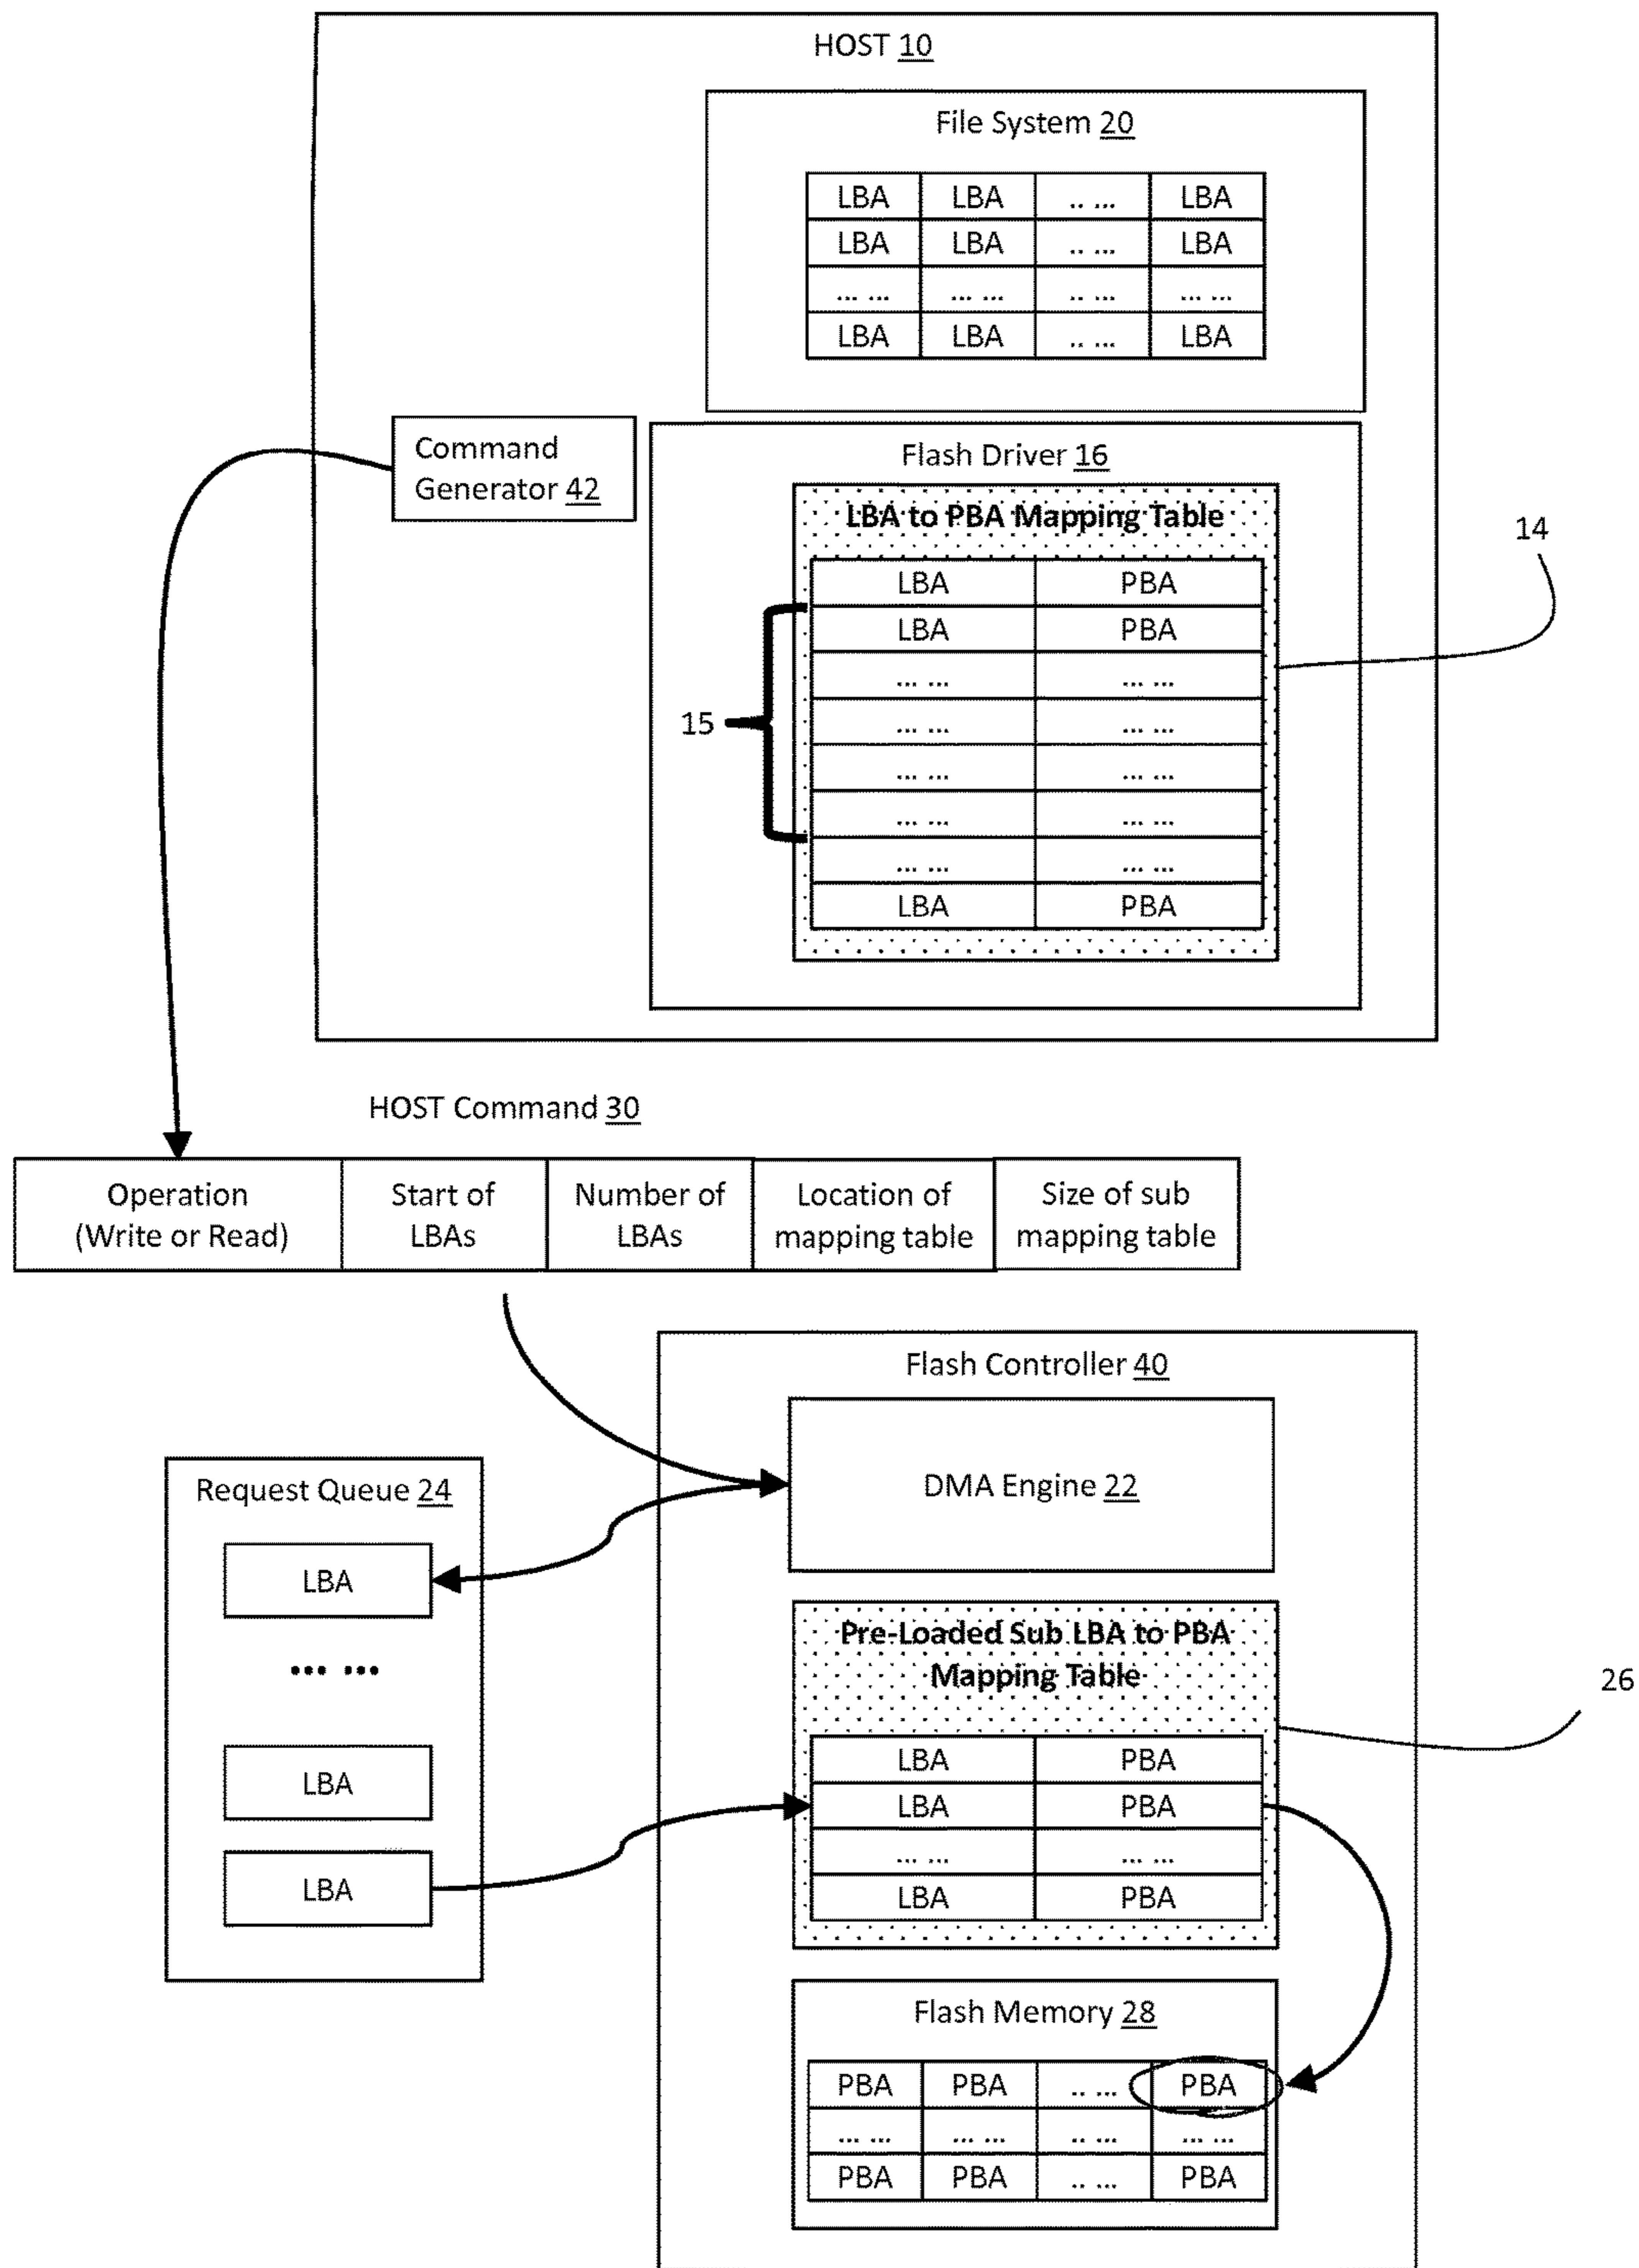 HOST 10
File System 20
LBA LBA .. ... LBA
LBA LBA .. ... LBA
... ... ... ... .. ... ... ...
LBA LBA .. ... LBA
Command
Generator 42
Flash Driver 16
LBA to PBA Mapping Table
14
LBA PBA
LBA PBA
... ... ... ...
... ... ... ...
15
... ... ... ...
... ... ... ...
... ... ... ...
LBA PBA
HOST Command 30
Operation
(Write or Read)
Start of
LBAs
Number of
LBAs
Location of
mapping table
Size of sub
mapping table
Flash Controller 40
DMA Engine 22
Request Queue 24
LBA
... ...
LBA
LBA
Pre-Loaded Sub LBA to PBA
Mapping Table
26
LBA PBA
LBA PBA
... ... ... ...
LBA PBA
Flash Memory 28
PBA PBA .. ... PBA
... ... ... ... .. ... ... ...
PBA PBA .. ... PBA